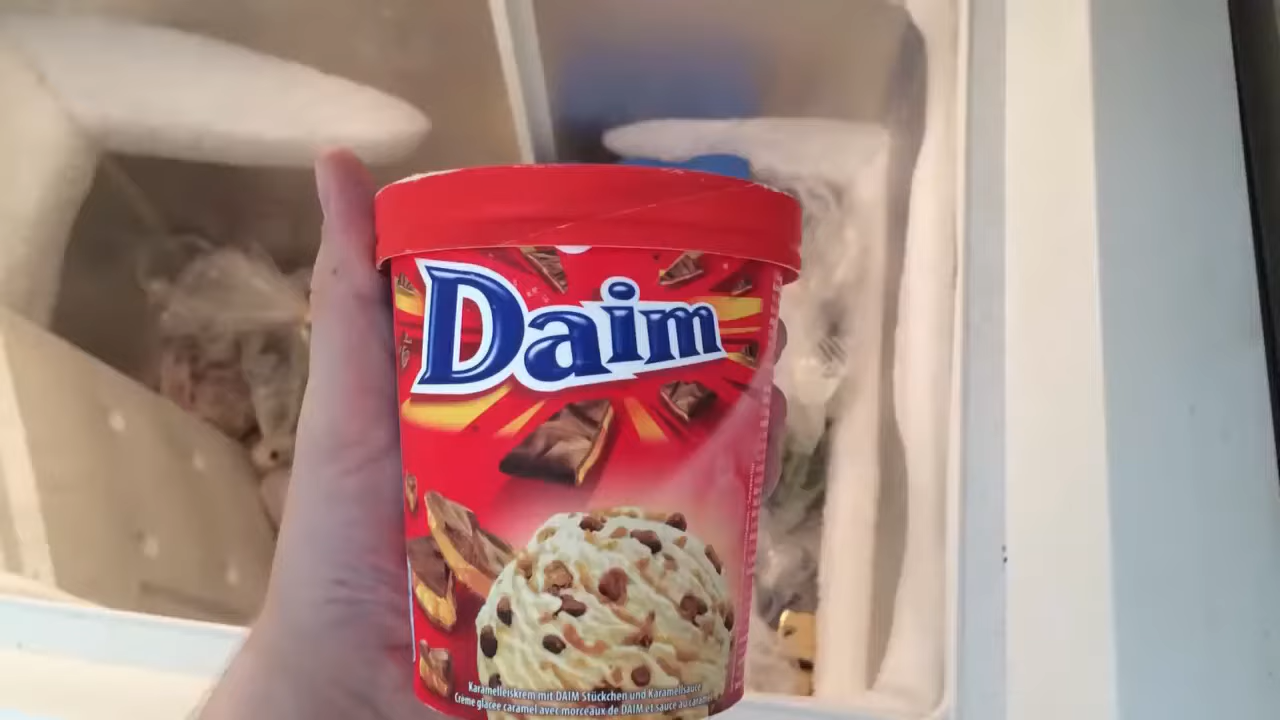 Daim
Karamelleiskrem mit DAIM Stückchen und Karamellsauce
Crème glacée caramel avec morceaux de DAIM et sauce au caramel